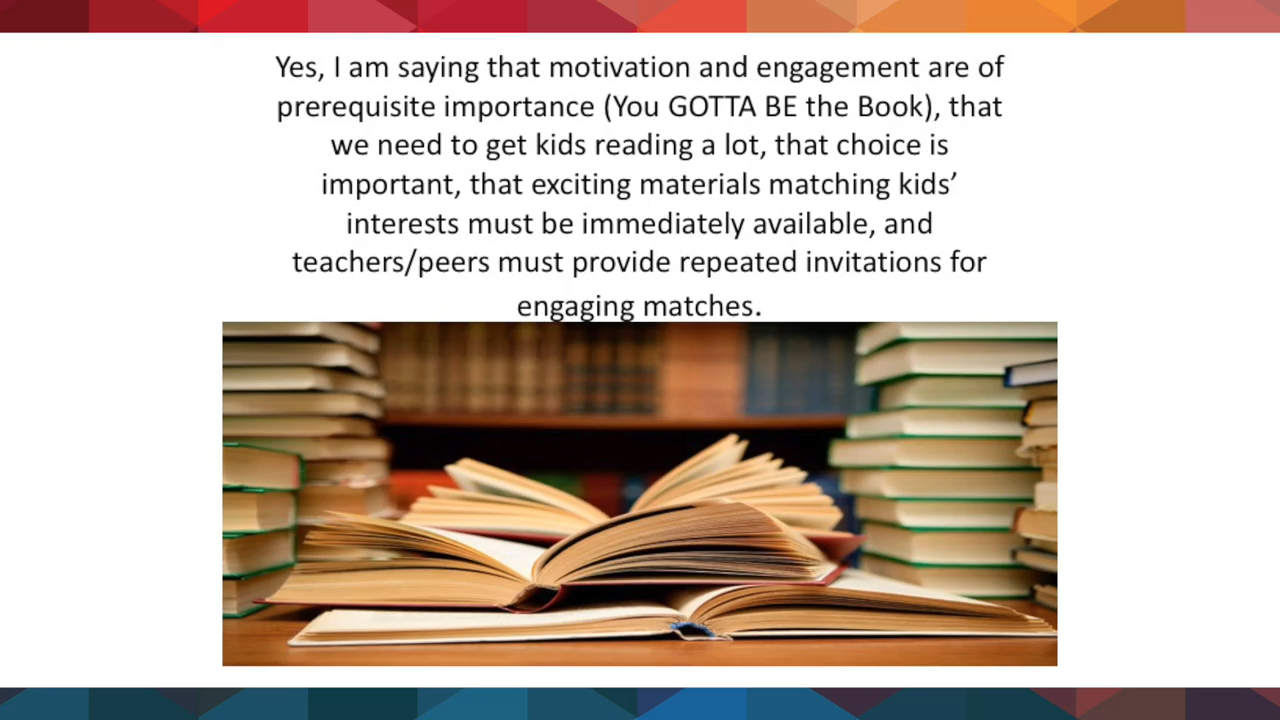 Yes, I am saying that motivation and engagement are of
prerequisite importance (You GOTTA BE the Book), that
we need to get kids reading a lot, that choice is
important, that exciting materials matching kids’
interests must be immediately available, and
teachers/peers must provide repeated invitations for
engaging matches.